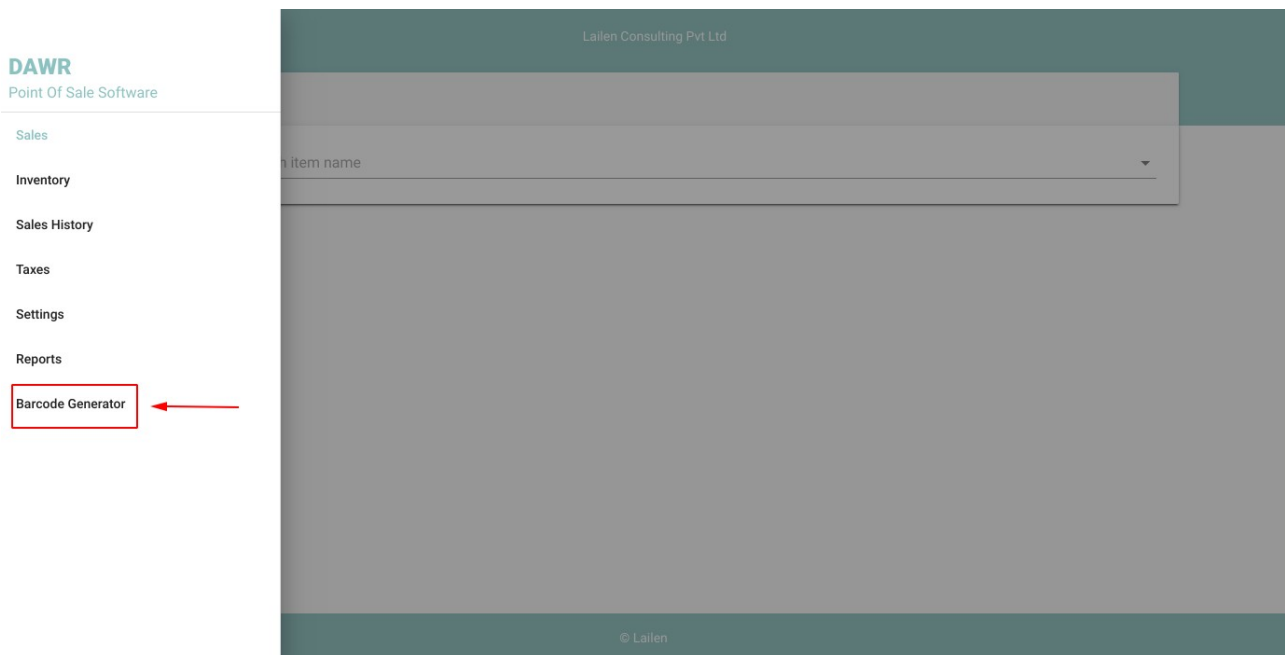 Lailen Consulting Pvt Ltd
DAWR
Point Of Sale Software
Sales
Inventory
Sales History
Taxes
Settings
Reports
Barcode Generator
item name
© Lailen